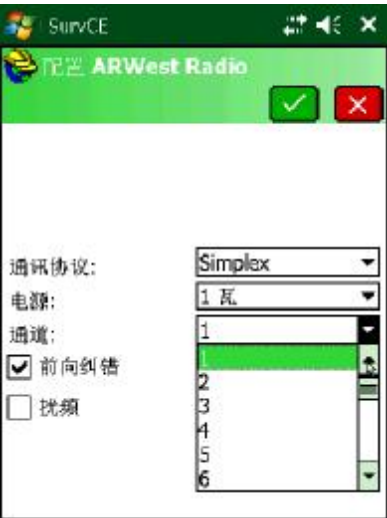 SurvCE
配置 ARWest Radio
通讯协议: Simplex
电源: 1 瓦
通道: 1
前向纠错
扰频
1
2
3
4
5
6